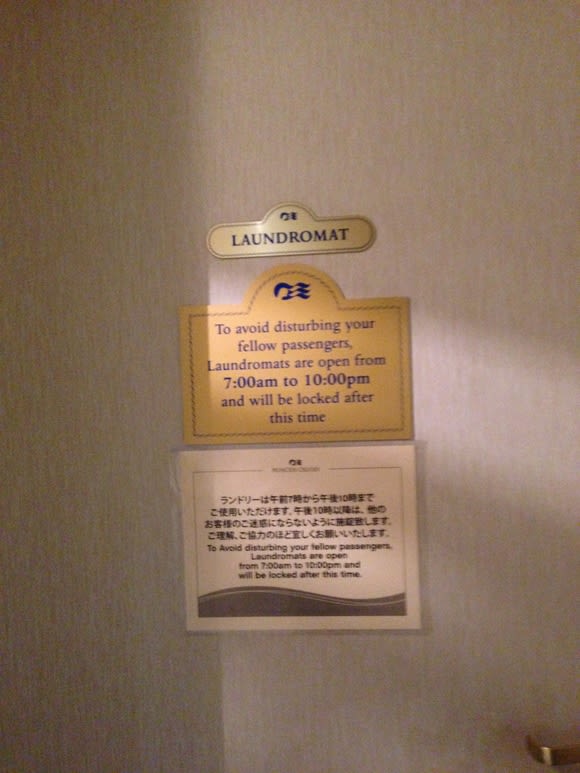 LAUNDROMAT
To avoid disturbing your
fellow passengers,
Laundromats are open from
7:00am to 10:00pm
and will be locked after
this time
PRINCESS CRUISES
ランドリーは午前7時から午後10時まで
ご使用いただけます。午後10時以降は、他の
お客様のご迷惑にならないように施錠致します。
ご理解、ご協力のほど宜しくお願いいたします。
To Avoid disturbing your fellow passengers,
Laundromats are open
from 7:00am to 10:00pm and
will be locked after this time.